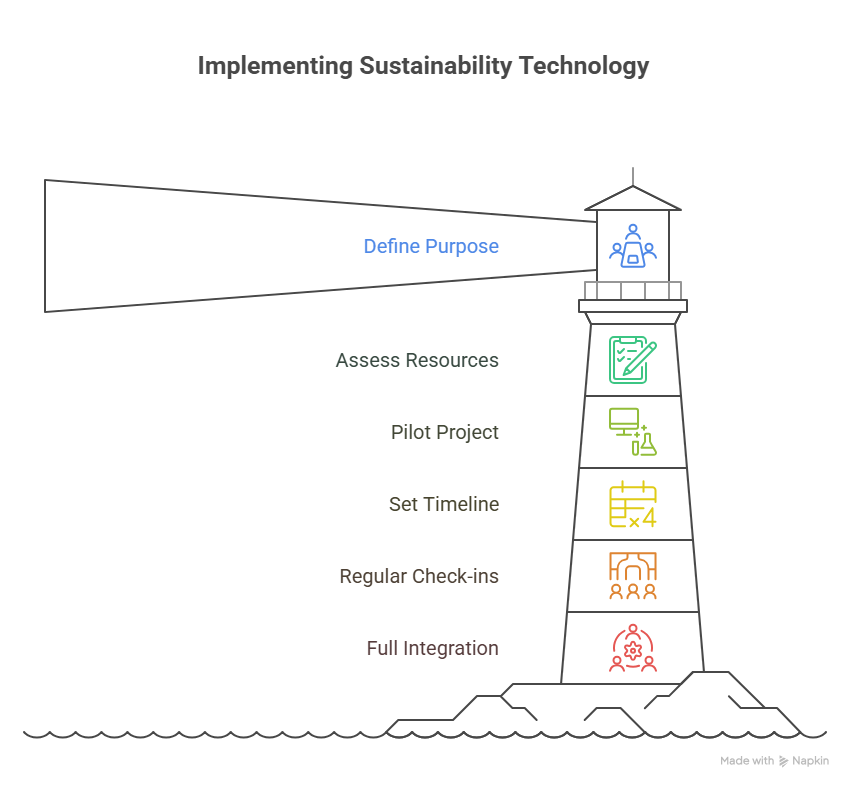 Implementing Sustainability Technology
Define Purpose
Assess Resources
Pilot Project
Set Timeline
×4
Regular Check-ins
Full Integration
Made with Napkin